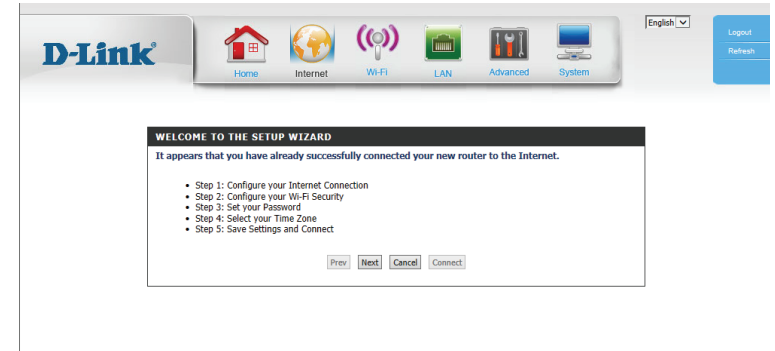 English
Logout
Refresh
D-Link
Home Internet Wi-Fi LAN Advanced System
WELCOME TO THE SETUP WIZARD
It appears that you have already successfully connected your new router to the Internet.
• Step 1: Configure your Internet Connection
• Step 2: Configure your Wi-Fi Security
• Step 3: Set your Password
• Step 4: Select your Time Zone
• Step 5: Save Settings and Connect
Prev Next Cancel Connect